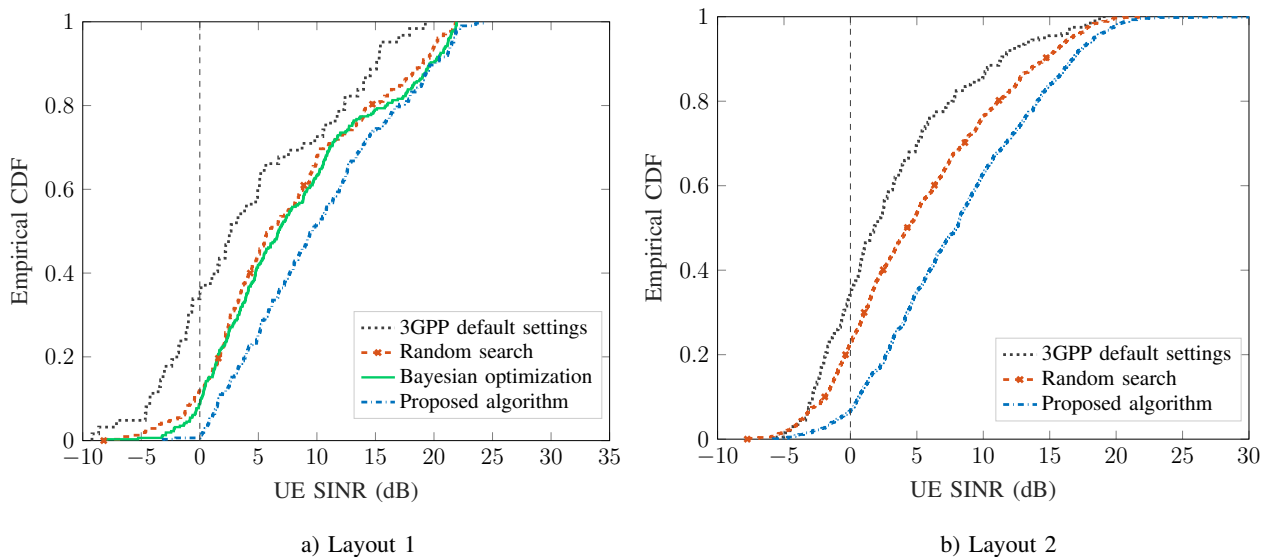 1
0.8
0.6
0.4
0.2
0
Empirical CDF
−10 −5 0 5 10 15 20 25 30 35
UE SINR (dB)
3GPP default settings
Random search
Bayesian optimization
Proposed algorithm
a) Layout 1
1
0.8
0.6
0.4
0.2
0
Empirical CDF
−10 −5 0 5 10 15 20 25 30
UE SINR (dB)
3GPP default settings
Random search
Proposed algorithm
b) Layout 2